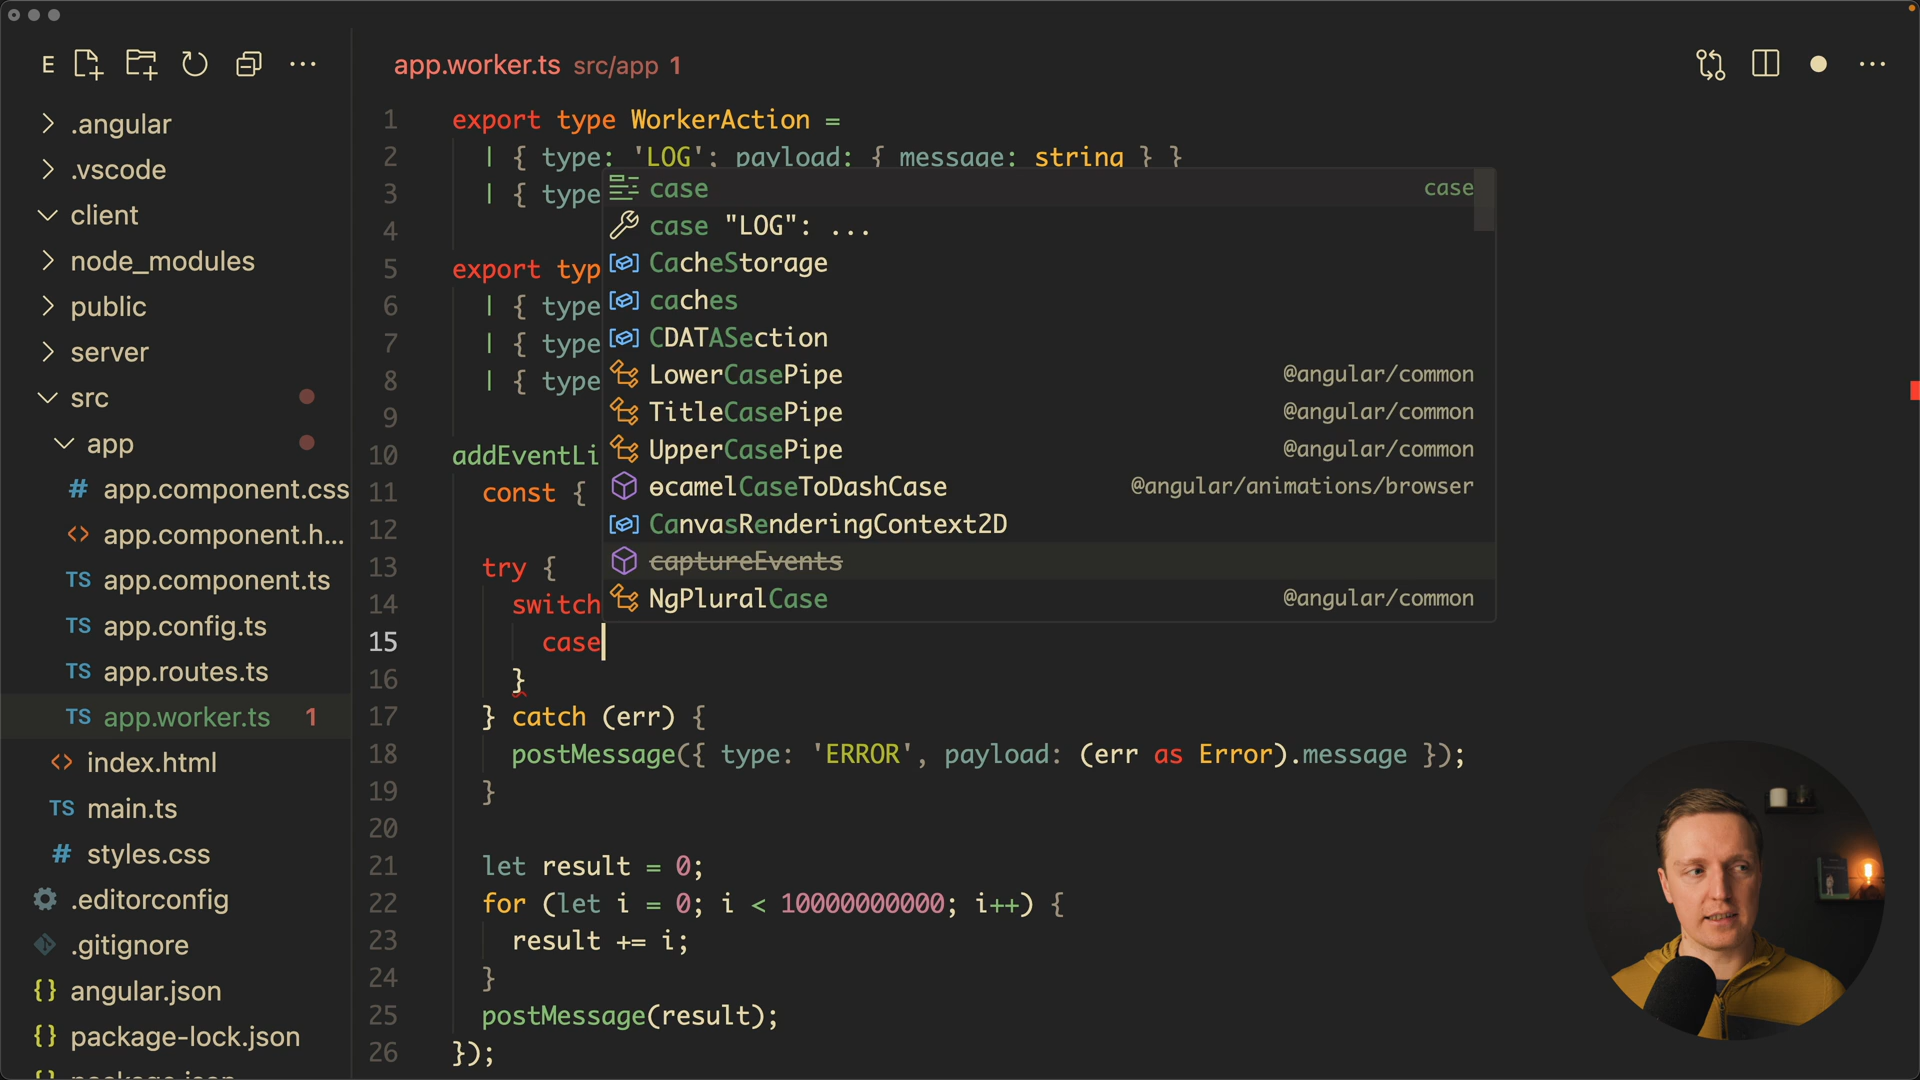 E
app.worker.ts src/app 1
.angular
.vscode
client
node_modules
public
server
src
app
# app.component.css
<> app.component.h...
TS app.component.ts
TS app.config.ts
TS app.routes.ts
TS app.worker.ts 1
<> index.html
TS main.ts
# styles.css
.editorconfig
.gitignore
{} angular.json
{} package-lock.json
1 export type WorkerAction =
2 | { type: 'LOG'; payload: { message: string } }
3 | { type
4
5 export typ
6 | { type
7 | { type
8 | { type
9
10 addEventLi
11 const {
12
13 try {
14 switch
15 case
16 }
17 } catch (err) {
18 postMessage({ type: 'ERROR', payload: (err as Error).message });
19 }
20
21 let result = 0;
22 for (let i = 0; i < 10000000000; i++) {
23 result += i;
24 }
25 postMessage(result);
26 });
case case
case "LOG": ...
CacheStorage
caches
CDATASection
LowerCasePipe @angular/common
TitleCasePipe @angular/common
UpperCasePipe @angular/common
ɵcamelCaseToDashCase @angular/animations/browser
CanvasRenderingContext2D
captureEvents
NgPluralCase @angular/common